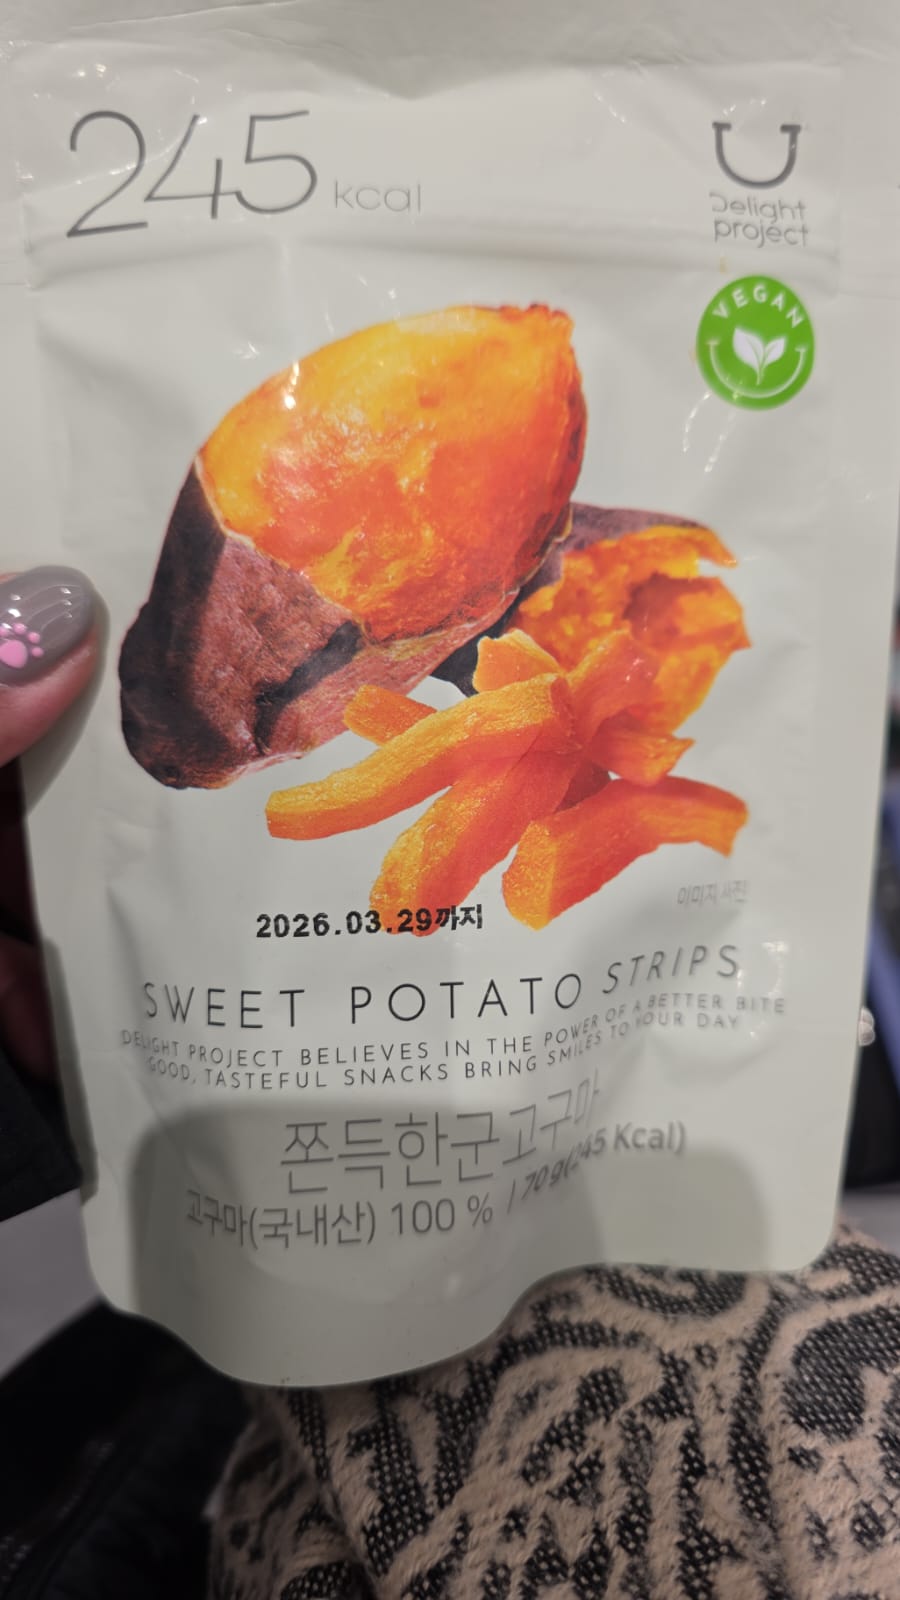 245 kcal
Delight
project
VEGAN
이미지 사진
2026.03.29까지
SWEET POTATO STRIPS
DELIGHT PROJECT BELIEVES IN THE POWER OF A BETTER BITE
GOOD, TASTEFUL SNACKS BRING SMILES TO YOUR DAY
쫀득한군고구마
고구마(국내산) 100 % | 70g(245 Kcal)